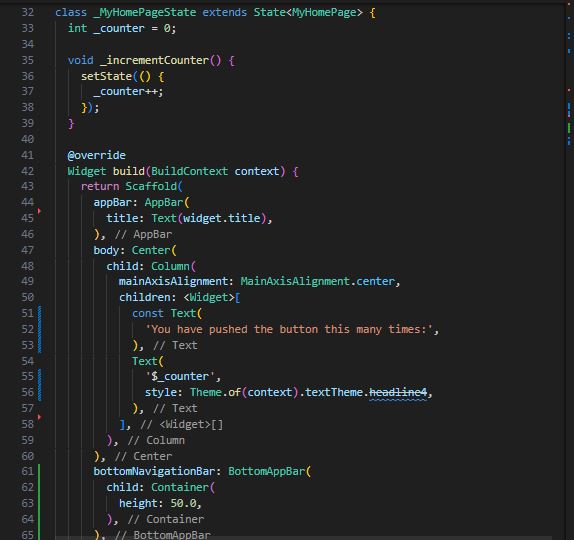 32 class _MyHomePageState extends State<MyHomePage> {
33   int _counter = 0;
34
35   void _incrementCounter() {
36     setState(() {
37       _counter++;
38     });
39   }
40
41   @override
42   Widget build(BuildContext context) {
43     return Scaffold(
44       appBar: AppBar(
45         title: Text(widget.title),
46       ), // AppBar
47       body: Center(
48         child: Column(
49           mainAxisAlignment: MainAxisAlignment.center,
50           children: <Widget>[
51             const Text(
52               'You have pushed the button this many times:',
53             ), // Text
54             Text(
55               '$_counter',
56               style: Theme.of(context).textTheme.headline4,
57             ), // Text
58           ], // <Widget>[]
59         ), // Column
60       ), // Center
61       bottomNavigationBar: BottomAppBar(
62         child: Container(
63           height: 50.0,
64         ), // Container
65       ), // BottomAppBar